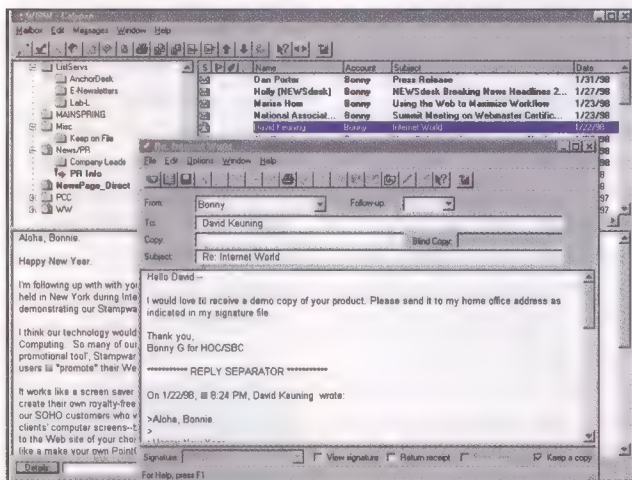 Mailbox Edit Messages Window Help
ListServs
AnchorDesk
E-Newsletters
Lab-L
MAINSPRING
Misc
Keep on File
News/PR
Company Leads
PR Info
NewsPage_Direct
PCC
WW
S P Name Account Subject Date
Dan Porter Bonny Press Release 1/31/98
Holly (NEWSdesk) Bonny NEWSdesk Breaking News Headlines 2... 1/27/98
Marisa Hom Bonny Using the Web to Maximize Workflow 1/23/98
National Associat... Bonny Summit Meeting on Webmaster Certific... 1/23/98
David Keuning Bonny Internet World 1/22/98
Re: Internet World
File Edit Options Window Help
From: Bonny Follow-up:
To: David Keuning
Copy: Blind Copy:
Subject: Re: Internet World
Hello David --
I would love to receive a demo copy of your product. Please send it to my home office address as
indicated in my signature file.
Thank you,
Bonny G for HOC/SBC
*********** REPLY SEPARATOR ***********
On 1/22/98, 8:24 PM, David Keuning wrote:
>Aloha, Bonnie
>
Signature: View signature Return receipt Keep a copy
For Help, press F1
Aloha, Bonnie.
Happy New Year.
I'm following up with with you
held in New York during Inte
demonstrating our Stampwa
I think our technology would
Computing. So many of our
promotional tool', Stampwar
users "promote" their We
It works like a screen saver
create their own royalty-free
our SOHO customers who v
clients' computer screens--t
to the Web site of your choi
like a make your own Point
Details